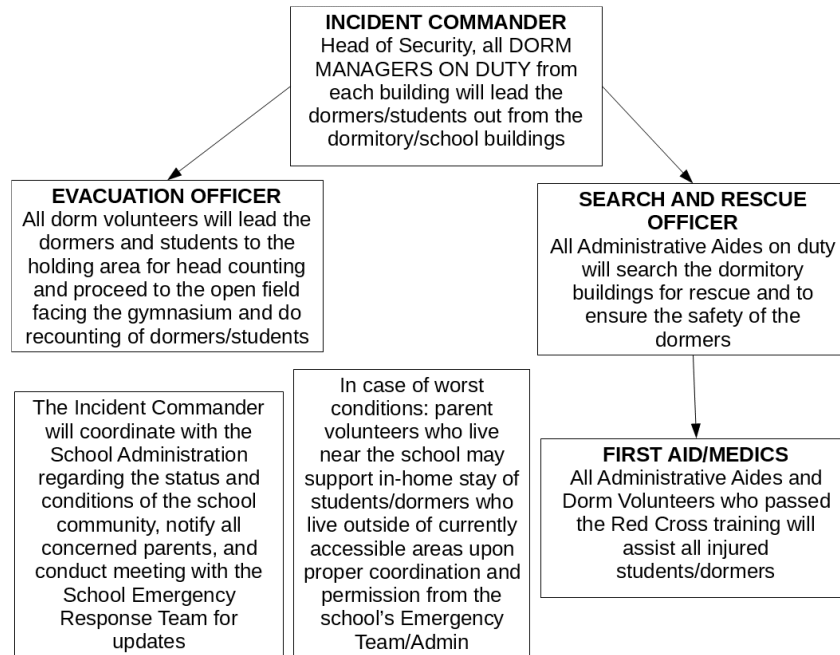 INCIDENT COMMANDER
Head of Security, all DORM
MANAGERS ON DUTY from
each building will lead the
dormers/students out from the
dormitory/school buildings
EVACUATION OFFICER
All dorm volunteers will lead the
dormers and students to the
holding area for head counting
and proceed to the open field
facing the gymnasium and do
recounting of dormers/students
SEARCH AND RESCUE
OFFICER
All Administrative Aides on duty
will search the dormitory
buildings for rescue and to
ensure the safety of the
dormers
The Incident Commander
will coordinate with the
School Administration
regarding the status and
conditions of the school
community, notify all
concerned parents, and
conduct meeting with the
School Emergency
Response Team for
updates
In case of worst
conditions: parent
volunteers who live
near the school may
support in-home stay of
students/dormers who
live outside of currently
accessible areas upon
proper coordination and
permission from the
school's Emergency
Team/Admin
FIRST AID/MEDICS
All Administrative Aides and
Dorm Volunteers who passed
the Red Cross training will
assist all injured
students/dormers